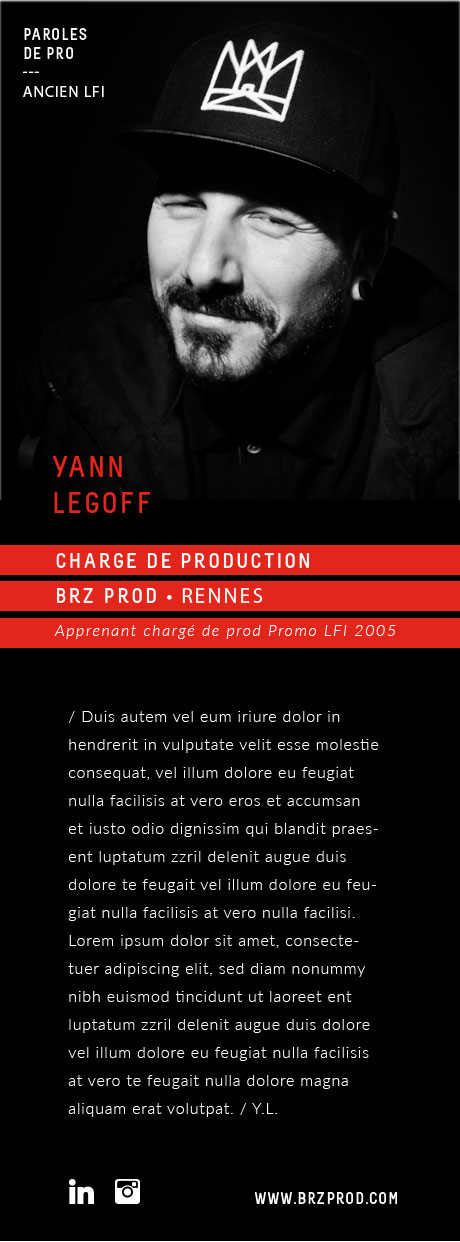 PAROLES
DE PRO
---
ANCIEN LFI
YANN
LEGOFF
CHARGE DE PRODUCTION
BRZ PROD • RENNES
Apprenant chargé de prod Promo LFI 2005
/ Duis autem vel eum iriure dolor in
hendrerit in vulputate velit esse molestie
consequat, vel illum dolore eu feugiat
nulla facilisis at vero eros et accumsan
et iusto odio dignissim qui blandit praes-
ent luptatum zzril delenit augue duis
dolore te feugait vel illum dolore eu feu-
giat nulla facilisis at vero nulla facilisi.
Lorem ipsum dolor sit amet, consecte-
tuer adipiscing elit, sed diam nonummy
nibh euismod tincidunt ut laoreet ent
luptatum zzril delenit augue duis dolore
vel illum dolore eu feugiat nulla facilisis
at vero te feugait nulla dolore magna
aliquam erat volutpat. / Y.L.
in
WWW.BRZPROD.COM